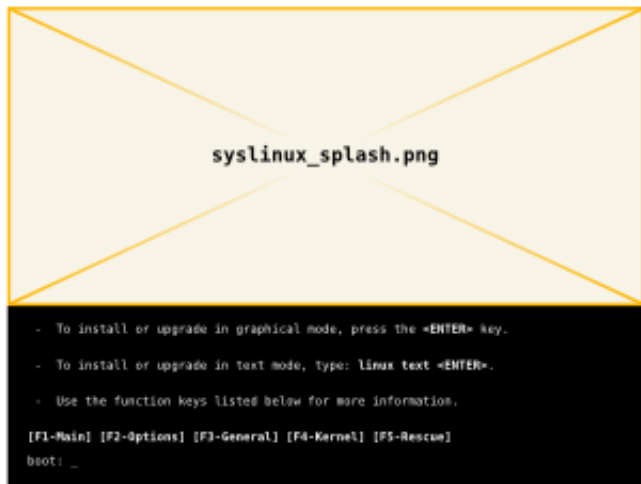 syslinux_splash.png
- To install or upgrade in graphical mode, press the <ENTER> key.
- To install or upgrade in text mode, type: linux text <ENTER>.
- Use the function keys listed below for more information.
[F1-Main] [F2-Options] [F3-General] [F4-Kernel] [F5-Rescue]
boot: _